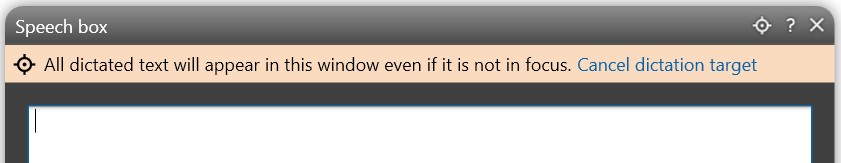 Speech box
?
All dictated text will appear in this window even if it is not in focus. Cancel dictation target